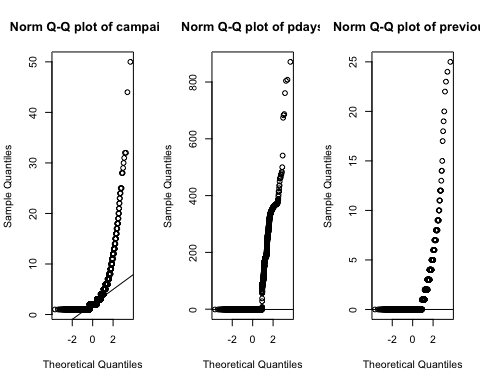 Norm Q-Q plot of campai
Sample Quantiles
0 10 20 30 40 50
-2 0 2
Theoretical Quantiles
Norm Q-Q plot of pdays
Sample Quantiles
0 200 400 600 800
-2 0 2
Theoretical Quantiles
Norm Q-Q plot of previou
Sample Quantiles
0 5 10 15 20 25
-2 0 2
Theoretical Quantiles